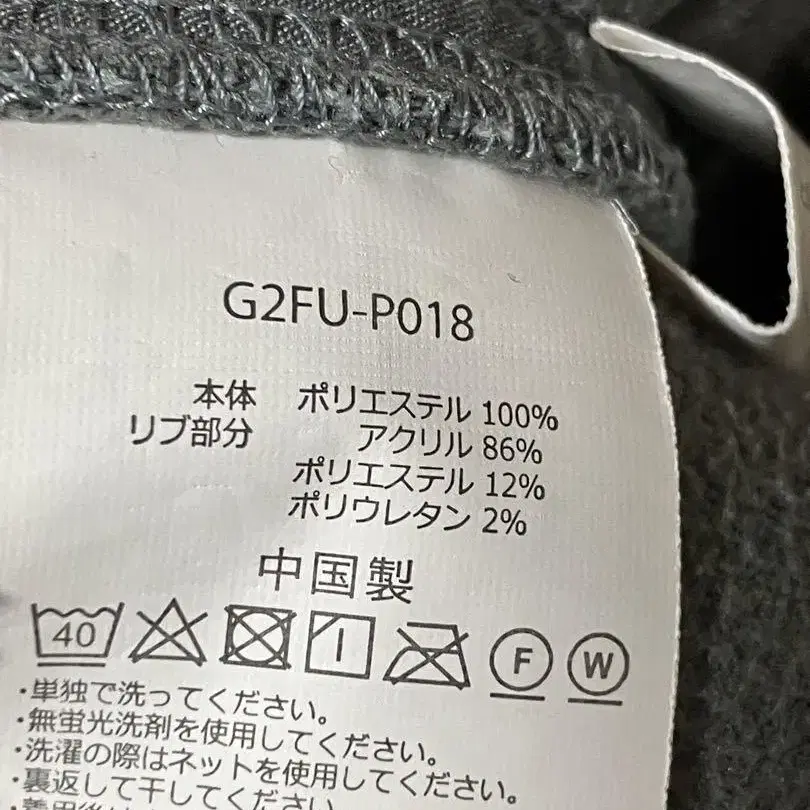 G2FU-P018
本体 ポリエステル 100%
リブ部分 アクリル 86%
ポリエステル 12%
ポリウレタン 2%
中国製
40 F W
・単独で洗ってください。
・無蛍光洗剤を使用してください。
・洗濯の際はネットを使用してください。
・裏返して干してください。